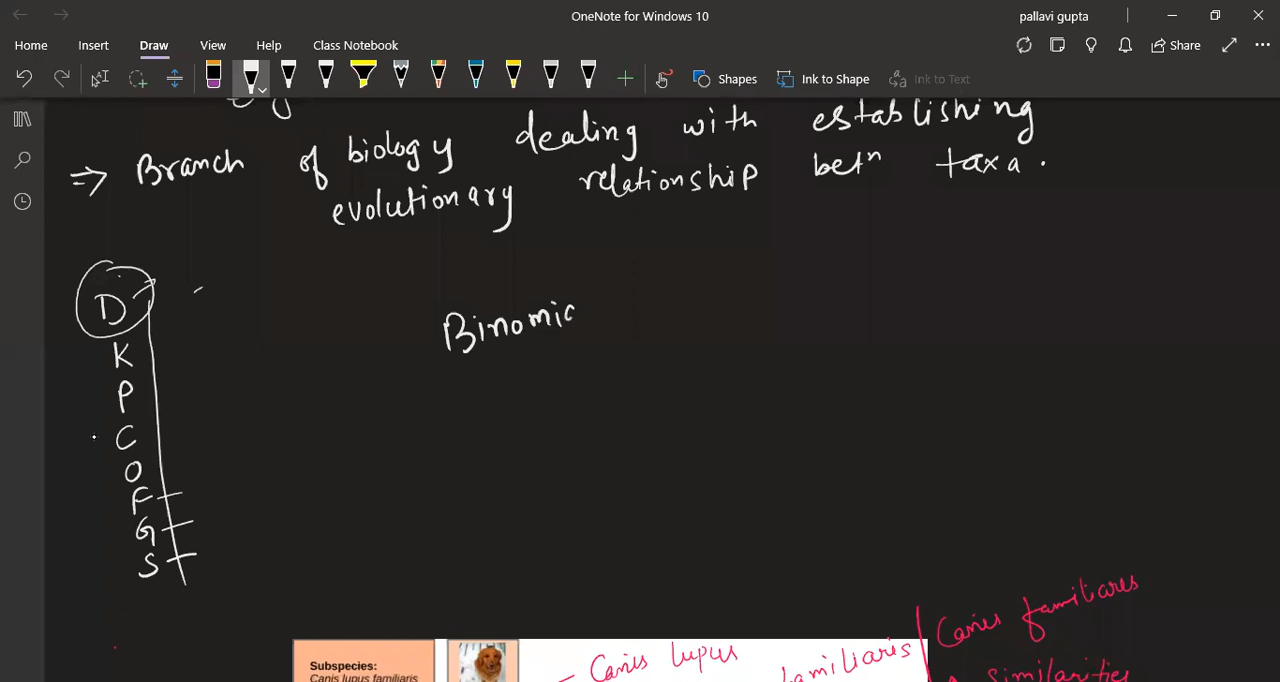 OneNote for Windows 10
pallavi gupta
Home Insert Draw View Help Class Notebook
Share
Shapes Ink to Shape Ink to Text
=> Branch of biology dealing with establishing
evolutionary relationship betn taxa.
D
K
P
C
O
F
G
S
Binomic
Canies familiares
Subspecies:
Canis lupus familiaris
- Canis lupus
familiaris
similarities